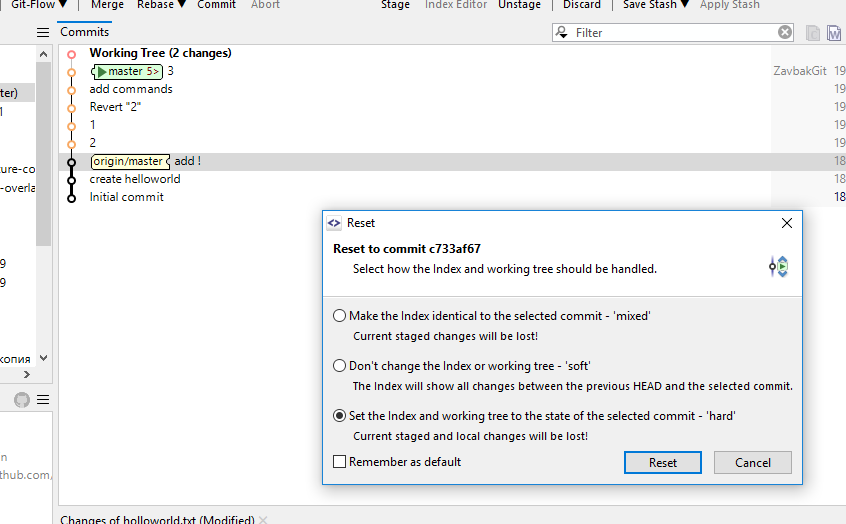 Git-Flow ▼ Merge Rebase ▼ Commit Abort Stage Index Editor Unstage Discard Save Stash ▼ Apply Stash
Commits
Filter
Working Tree (2 changes)
master 5> 3
ZavbakGit 19
ter)
add commands
19
1
Revert "2"
19
1
19
2
19
ure-co
origin/master add !
18
-overla
create helloworld
18
Initial commit
18
Reset
Reset to commit c733af67
Select how the Index and working tree should be handled.
9
9
Make the Index identical to the selected commit - 'mixed'
Current staged changes will be lost!
копия
Don't change the Index or working tree - 'soft'
The Index will show all changes between the previous HEAD and the selected commit.
Set the Index and working tree to the state of the selected commit - 'hard'
Current staged and local changes will be lost!
n
Remember as default
Reset
Cancel
thub.com,
Changes of holloworld.txt (Modified)